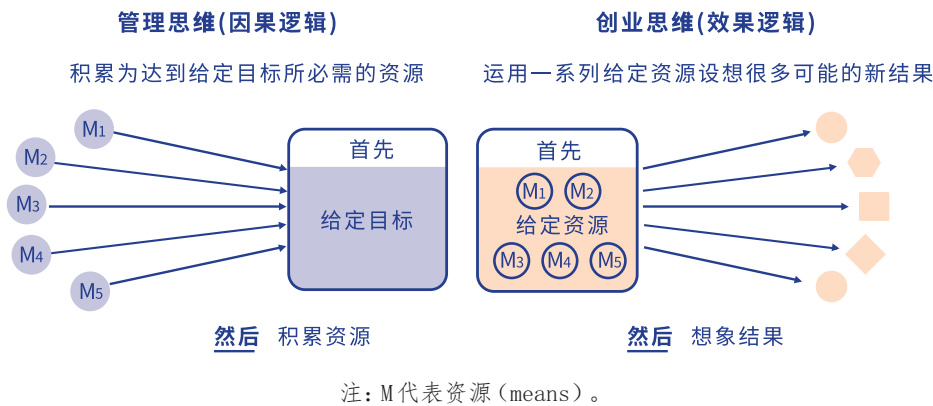 管理思维(因果逻辑)
积累为达到给定目标所必需的资源
M1
M2
M3
M4
M5
首先
给定目标
然后 积累资源
创业思维(效果逻辑)
运用一系列给定资源设想很多可能的新结果
首先
M1 M2
给定资源
M3 M4 M5
然后 想象结果
注：M代表资源（means）。